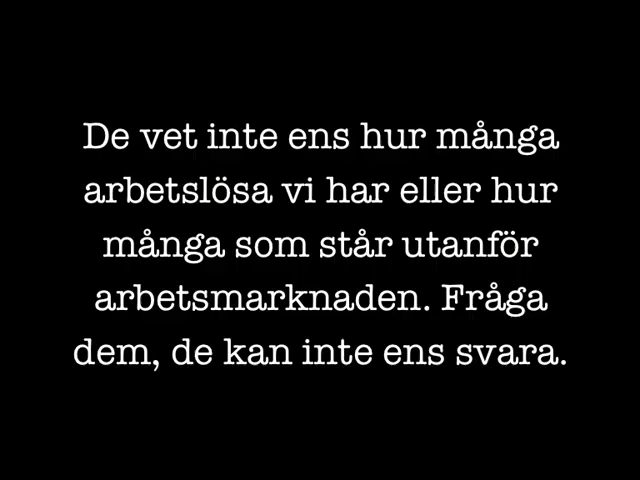 De vet inte ens hur många
arbetslösa vi har eller hur
många som står utanför
arbetsmarknaden. Fråga
dem, de kan inte ens svara.